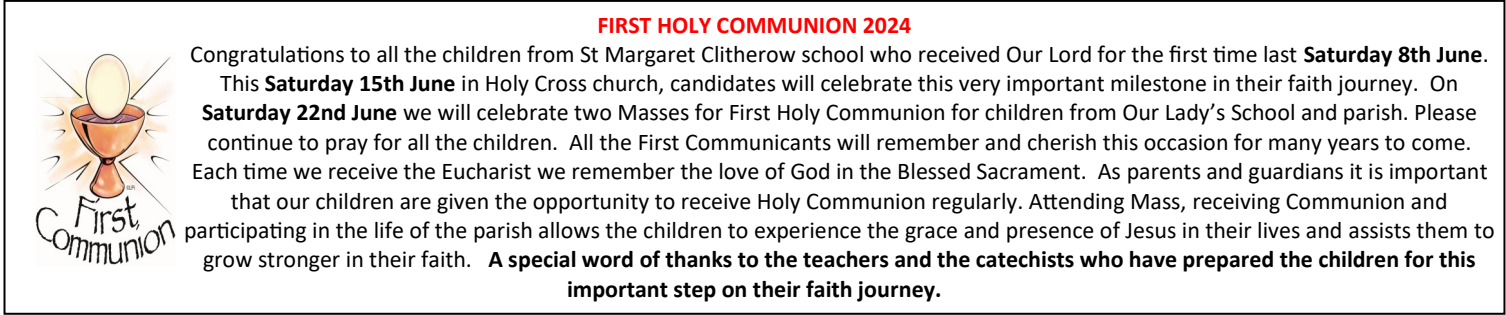 FIRST HOLY COMMUNION 2024
Congratulations to all the children from St Margaret Clitherow school who received Our Lord for the first time last Saturday 8th June.
This Saturday 15th June in Holy Cross church, candidates will celebrate this very important milestone in their faith journey.  On
Saturday 22nd June we will celebrate two Masses for First Holy Communion for children from Our Lady’s School and parish. Please
continue to pray for all the children.  All the First Communicants will remember and cherish this occasion for many years to come.
Each time we receive the Eucharist we remember the love of God in the Blessed Sacrament.  As parents and guardians it is important
that our children are given the opportunity to receive Holy Communion regularly. Attending Mass, receiving Communion and
participating in the life of the parish allows the children to experience the grace and presence of Jesus in their lives and assists them to
grow stronger in their faith.   A special word of thanks to the teachers and the catechists who have prepared the children for this
important step on their faith journey.
First
Communion